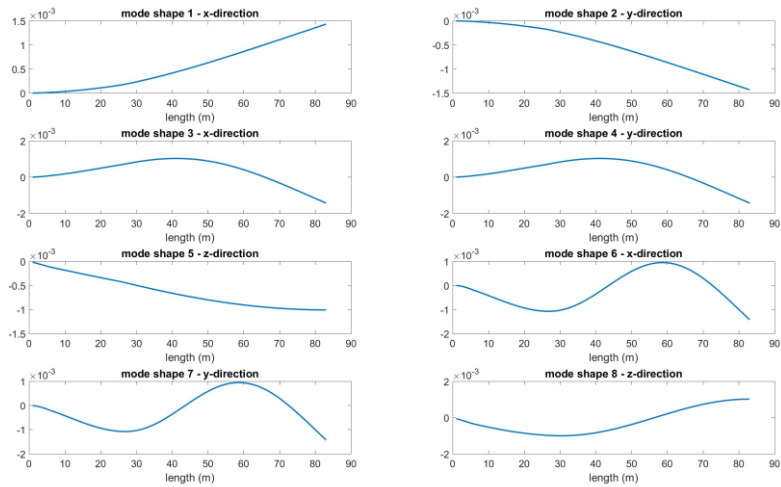 mode shape 1 - x-direction
×10⁻³
1.5
1
0.5
0
0 10 20 30 40 50 60 70 80 90
length (m)
mode shape 2 - y-direction
×10⁻³
0
-0.5
-1
-1.5
0 10 20 30 40 50 60 70 80 90
length (m)
mode shape 3 - x-direction
×10⁻³
2
0
-2
0 10 20 30 40 50 60 70 80 90
length (m)
mode shape 4 - y-direction
×10⁻³
2
0
-2
0 10 20 30 40 50 60 70 80 90
length (m)
mode shape 5 - z-direction
×10⁻³
0
-0.5
-1
-1.5
0 10 20 30 40 50 60 70 80 90
length (m)
mode shape 6 - x-direction
×10⁻³
1
0
-1
-2
0 10 20 30 40 50 60 70 80 90
length (m)
mode shape 7 - y-direction
×10⁻³
1
0
-1
-2
0 10 20 30 40 50 60 70 80 90
length (m)
mode shape 8 - z-direction
×10⁻³
2
0
-2
0 10 20 30 40 50 60 70 80 90
length (m)